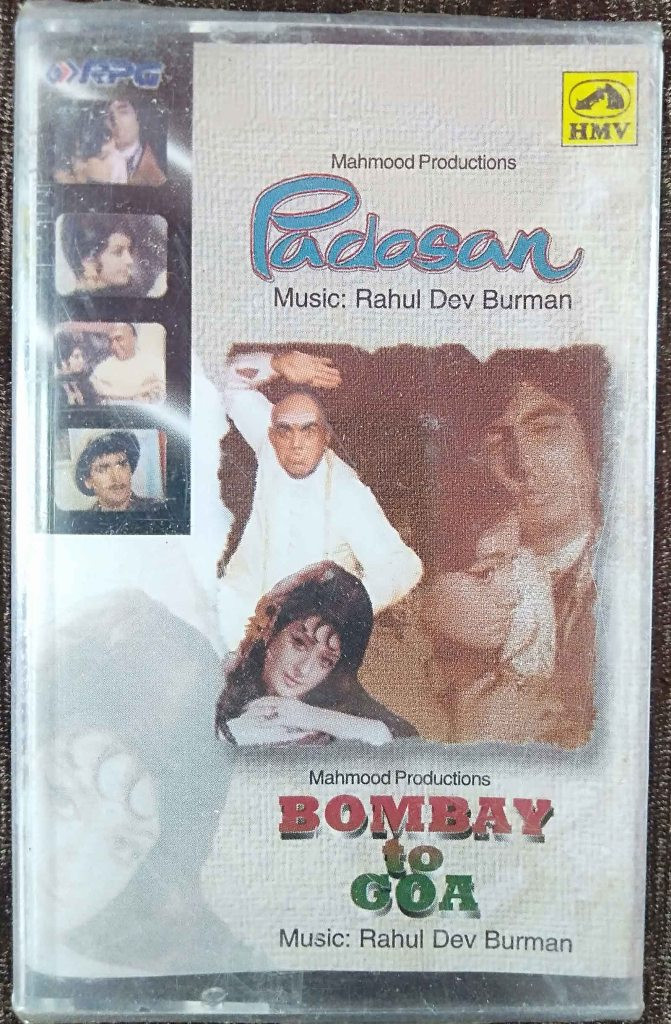 RPG
HMV
Mahmood Productions
Padosan
Music: Rahul Dev Burman
Mahmood Productions
BOMBAY
to
GOA
Music: Rahul Dev Burman